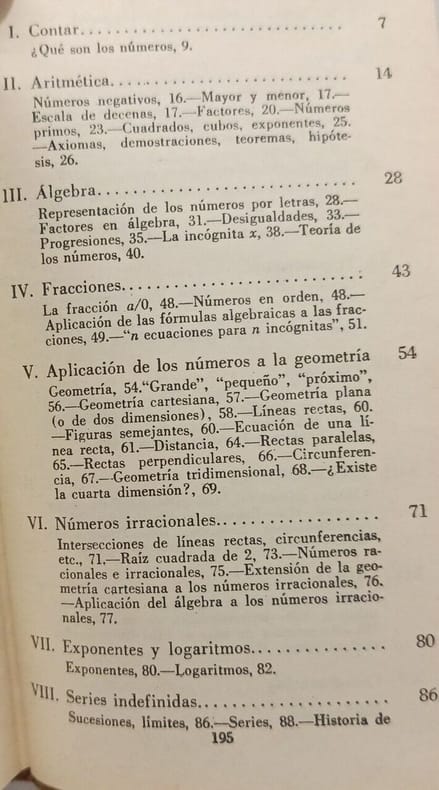 I. Contar.............................. 7
¿Qué son los números, 9.
II. Aritmética........................... 14
Números negativos, 16.—Mayor y menor, 17.—
Escala de decenas, 17.—Factores, 20.—Números
primos, 23.—Cuadrados, cubos, exponentes, 25.
—Axiomas, demostraciones, teoremas, hipóte-
sis, 26.
III. Álgebra.............................. 28
Representación de los números por letras, 28.—
Factores en álgebra, 31.—Desigualdades, 33.—
Progresiones, 35.—La incógnita x, 38.—Teoría de
los números, 40.
IV. Fracciones........................... 43
La fracción a/0, 48.—Números en orden, 48.—
Aplicación de las fórmulas algebraicas a las frac-
ciones, 49.—“n ecuaciones para n incógnitas”, 51.
V. Aplicación de los números a la geometría 54
Geometría, 54.“Grande”, “pequeño”, “próximo”,
56.—Geometría cartesiana, 57.—Geometría plana
(o de dos dimensiones), 58.—Líneas rectas, 60.
—Figuras semejantes, 60.—Ecuación de una lí-
nea recta, 61.—Distancia, 64.—Rectas paralelas,
65.—Rectas perpendiculares, 66.—Circunferen-
cia, 67.—Geometría tridimensional, 68.—¿Existe
la cuarta dimensión?, 69.
VI. Números irracionales.................. 71
Intersecciones de líneas rectas, circunferencias,
etc., 71.—Raíz cuadrada de 2, 73.—Números ra-
cionales e irracionales, 75.—Extensión de la geo-
metría cartesiana a los números irracionales, 76.
—Aplicación del álgebra a los números irracio-
nales, 77.
VII. Exponentes y logaritmos............... 80
Exponentes, 80.—Logaritmos, 82.
VIII. Series indefinidas.................... 86
Sucesiones, límites, 86.—Series, 88.—Historia de
195